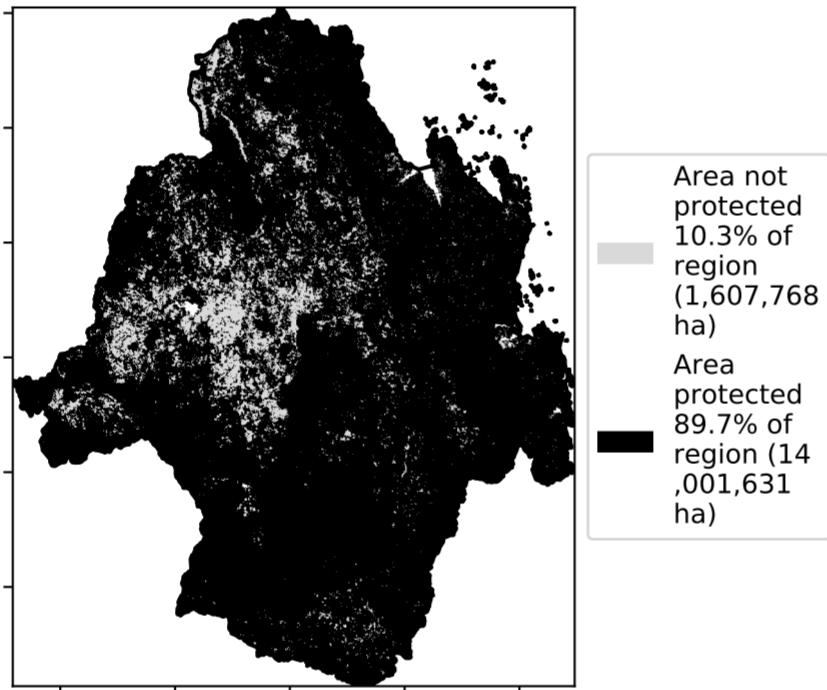 Area not
protected
10.3% of
region
(1,607,768
ha)
Area
protected
89.7% of
region (14
,001,631
ha)